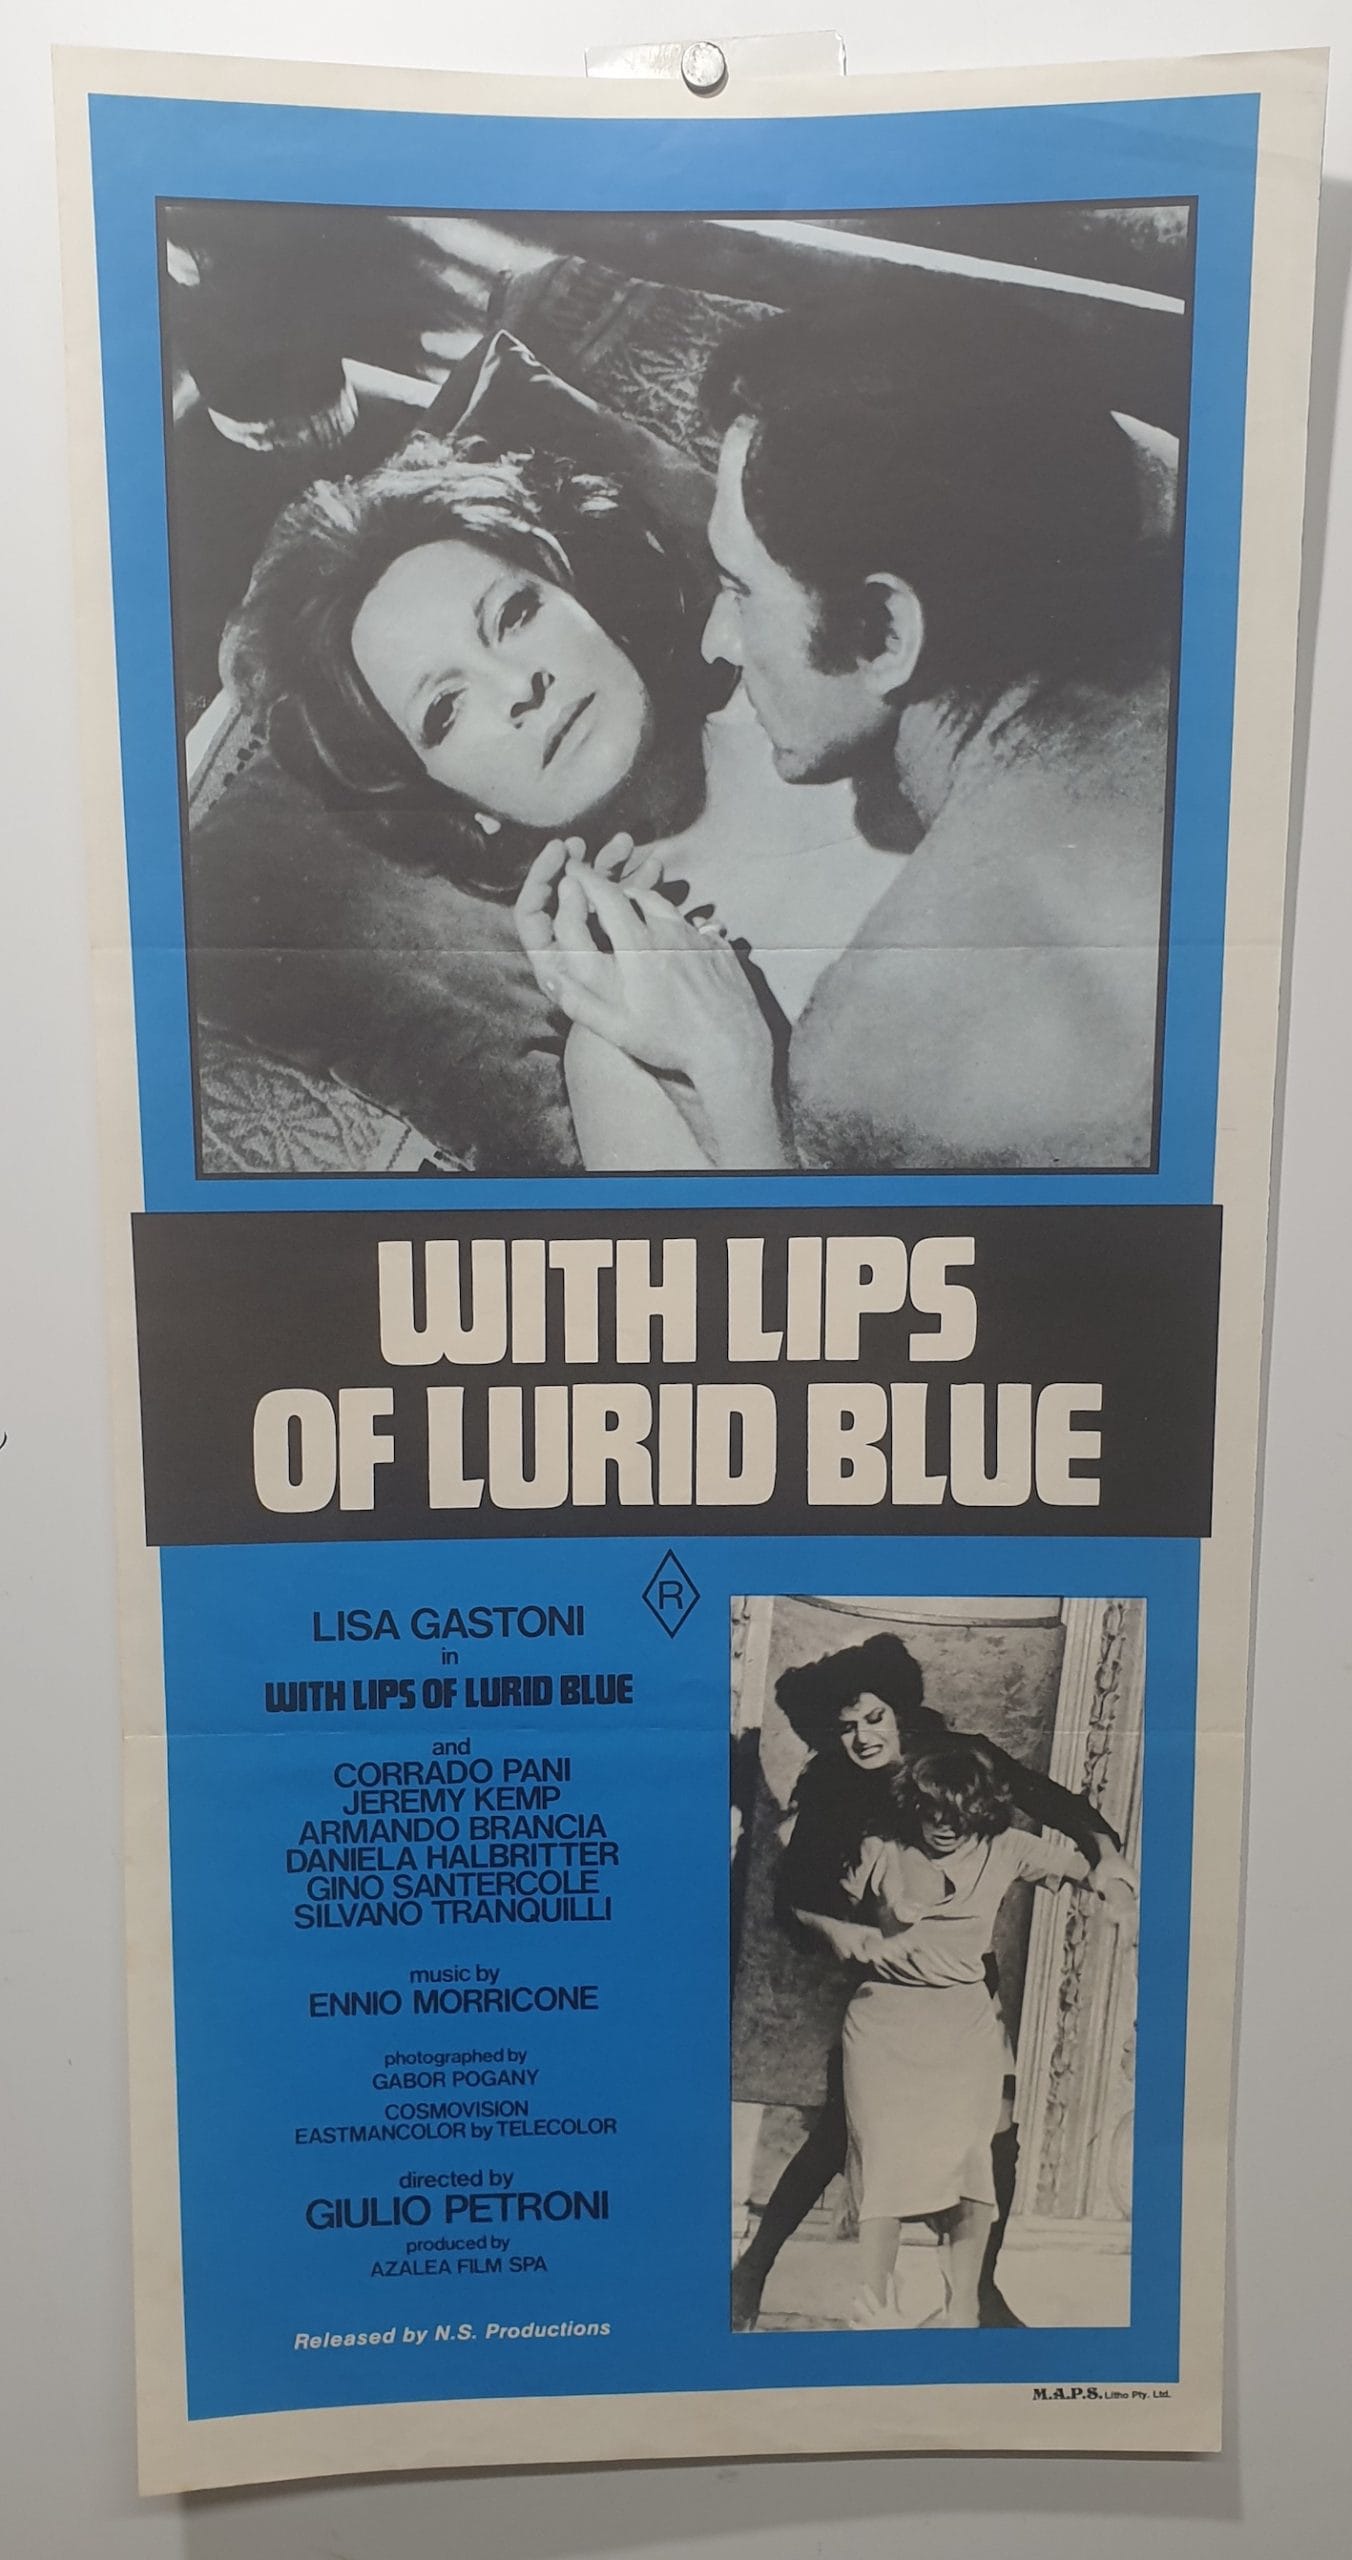 WITH LIPS
OF LURID BLUE
R
LISA GASTONI
in
WITH LIPS OF LURID BLUE
and
CORRADO PANI
JEREMY KEMP
ARMANDO BRANCIA
DANIELA HALBRITTER
GINO SANTERCOLE
SILVANO TRANQUILLI
music by
ENNIO MORRICONE
photographed by
GABOR POGANY
COSMOVISION
EASTMANCOLOR by TELECOLOR
directed by
GIULIO PETRONI
produced by
AZALEA FILM SPA
Released by N.S. Productions
M.A.P.S. Litho Pty. Ltd.